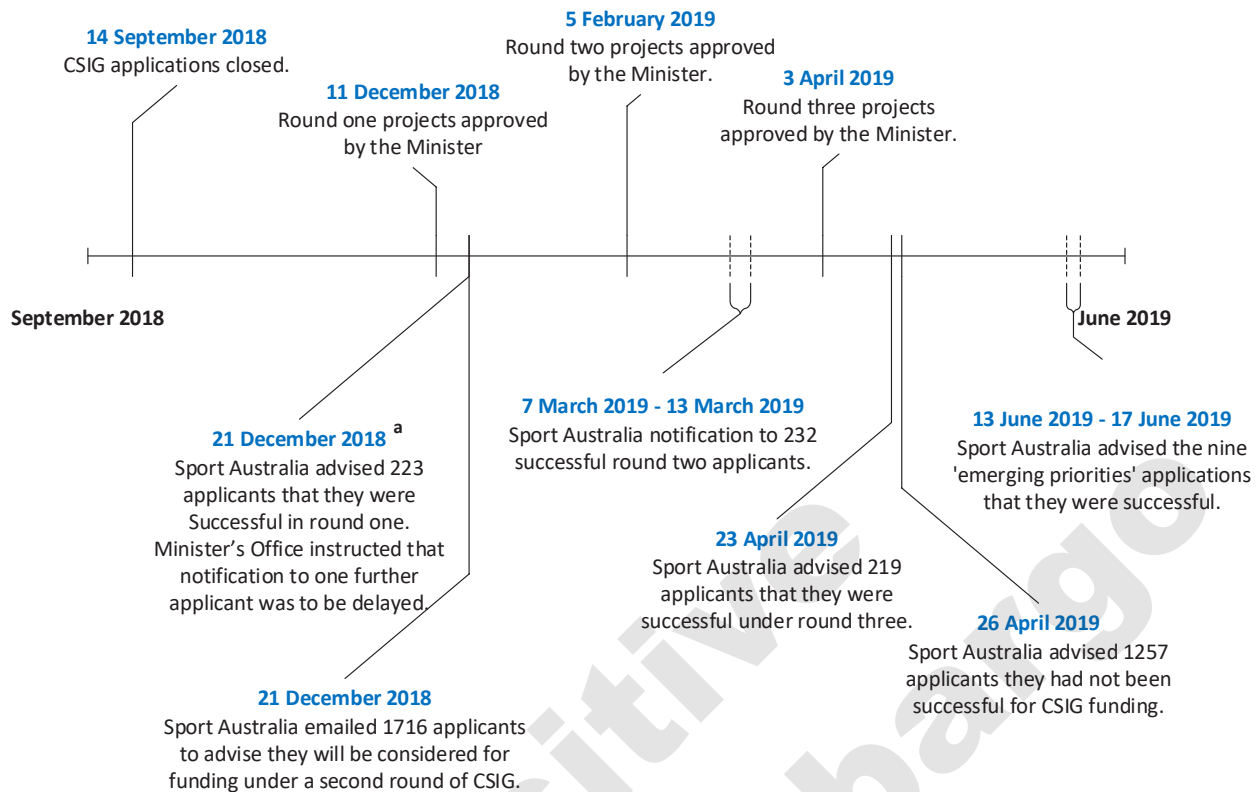 14 September 2018
CSIG applications closed.
11 December 2018
Round one projects approved
by the Minister
5 February 2019
Round two projects approved
by the Minister.
3 April 2019
Round three projects
approved by the Minister.
September 2018
June 2019
21 December 2018 a
Sport Australia advised 223
applicants that they were
Successful in round one.
Minister's Office instructed that
notification to one further
applicant was to be delayed.
21 December 2018
Sport Australia emailed 1716 applicants
to advise they will be considered for
funding under a second round of CSIG.
7 March 2019 - 13 March 2019
Sport Australia notification to 232
successful round two applicants.
23 April 2019
Sport Australia advised 219
applicants that they were
successful under round three.
26 April 2019
Sport Australia advised 1257
applicants they had not been
successful for CSIG funding.
13 June 2019 - 17 June 2019
Sport Australia advised the nine
'emerging priorities' applications
that they were successful.
sitive
bargo